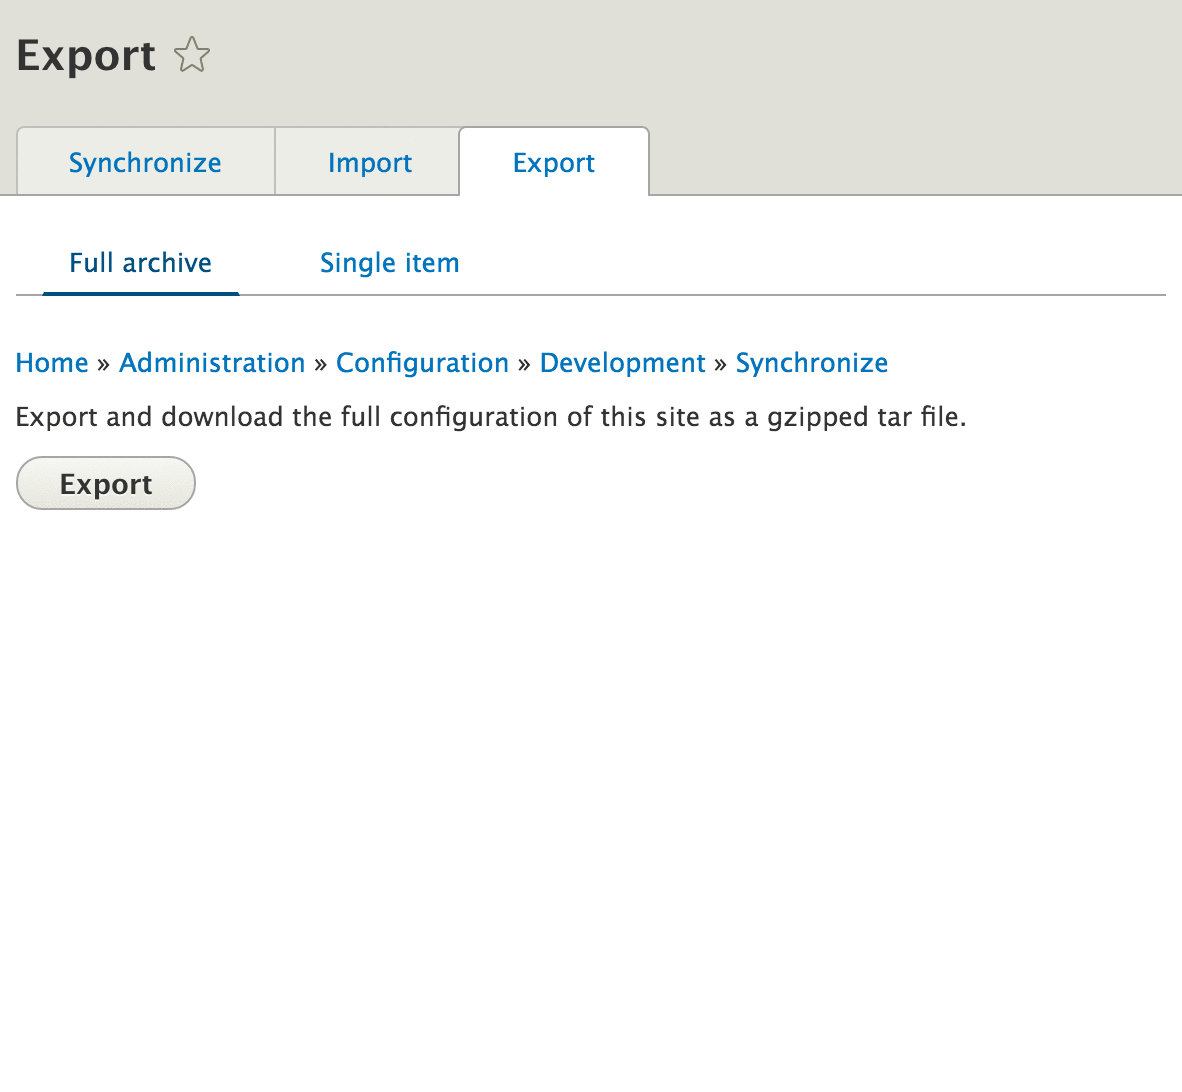 Export
Synchronize Import Export
Full archive Single item
Home » Administration » Configuration » Development » Synchronize
Export and download the full configuration of this site as a gzipped tar file.
Export